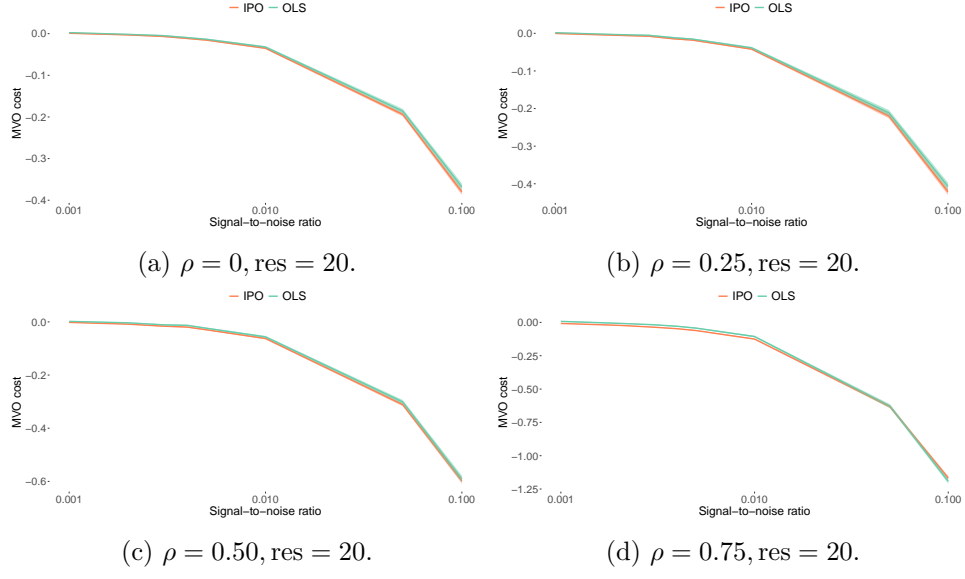 IPO OLS
0.0
−0.1
−0.2
−0.3
−0.4
MVO cost
0.001 0.010 0.100
Signal−to−noise ratio
(a) ρ = 0, res = 20.
IPO OLS
0.0
−0.1
−0.2
−0.3
−0.4
MVO cost
0.001 0.010 0.100
Signal−to−noise ratio
(b) ρ = 0.25, res = 20.
IPO OLS
0.0
−0.2
−0.4
−0.6
MVO cost
0.001 0.010 0.100
Signal−to−noise ratio
(c) ρ = 0.50, res = 20.
IPO OLS
0.00
−0.25
−0.50
−0.75
−1.00
−1.25
MVO cost
0.001 0.010 0.100
Signal−to−noise ratio
(d) ρ = 0.75, res = 20.